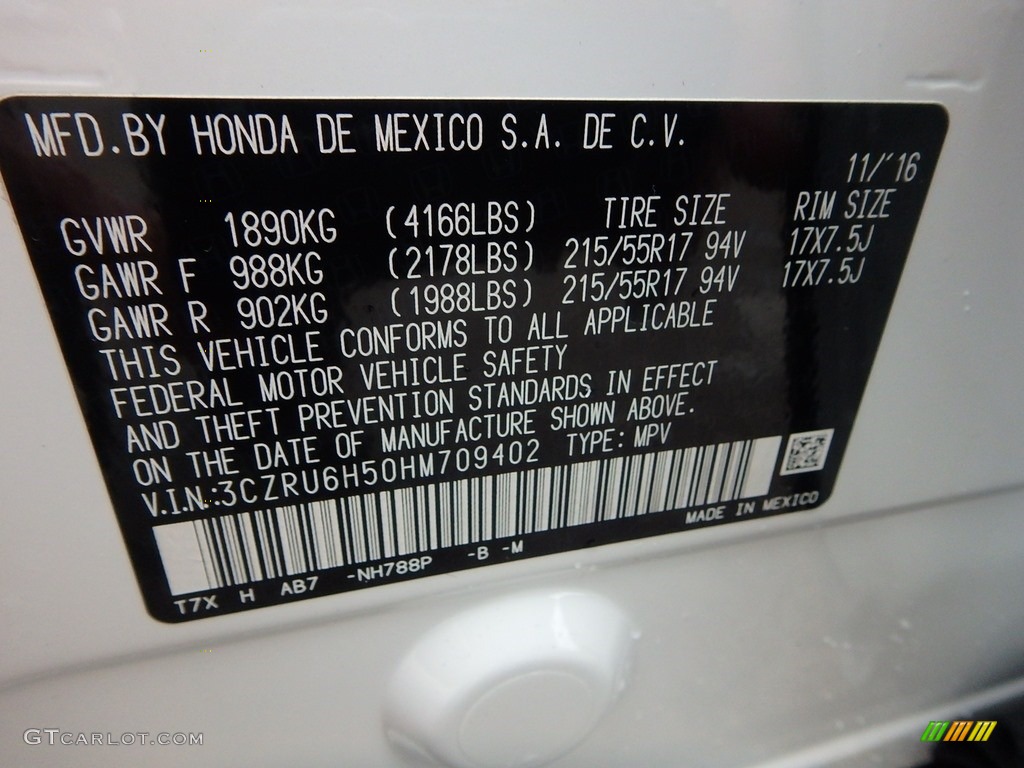 MFD.BY HONDA DE MEXICO S.A. DE C.V.
11/'16
GVWR 1890KG (4166LBS) TIRE SIZE RIM SIZE
GAWR F 988KG (2178LBS) 215/55R17 94V 17X7.5J
GAWR R 902KG (1988LBS) 215/55R17 94V 17X7.5J
THIS VEHICLE CONFORMS TO ALL APPLICABLE
FEDERAL MOTOR VEHICLE SAFETY
AND THEFT PREVENTION STANDARDS IN EFFECT
ON THE DATE OF MANUFACTURE SHOWN ABOVE.
V.IN.:3CZRU6H50HM709402 TYPE: MPV
MADE IN MEXICO
T7X H AB7 -NH788P -B -M
GTCARLOT.COM